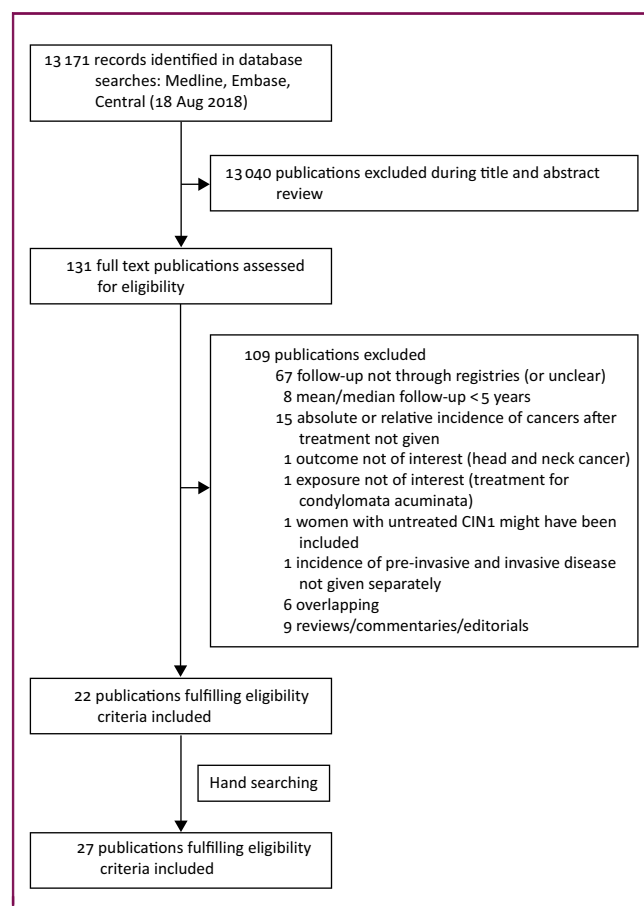 13 171 records identified in database
searches: Medline, Embase,
Central (18 Aug 2018)
13 040 publications excluded during title and abstract
review
131 full text publications assessed
for eligibility
109 publications excluded
67 follow-up not through registries (or unclear)
8 mean/median follow-up <5 years
15 absolute or relative incidence of cancers after
treatment not given
1 outcome not of interest (head and neck cancer)
1 exposure not of interest (treatment for
condylomata acuminata)
1 women with untreated CIN1 might have been
included
1 incidence of pre-invasive and invasive disease
not given separately
6 overlapping
9 reviews/commentaries/editorials
22 publications fulfilling eligibility
criteria included
Hand searching
27 publications fulfilling eligibility
criteria included